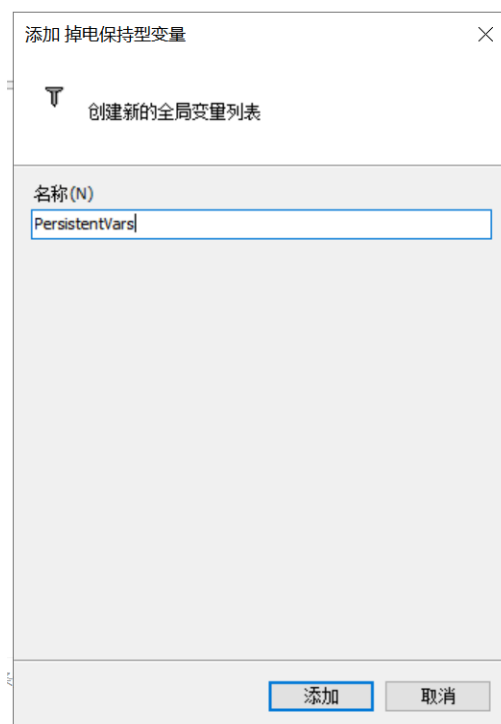 添加 掉电保持型变量
创建新的全局变量列表
名称(N)
PersistentVars
添加
取消